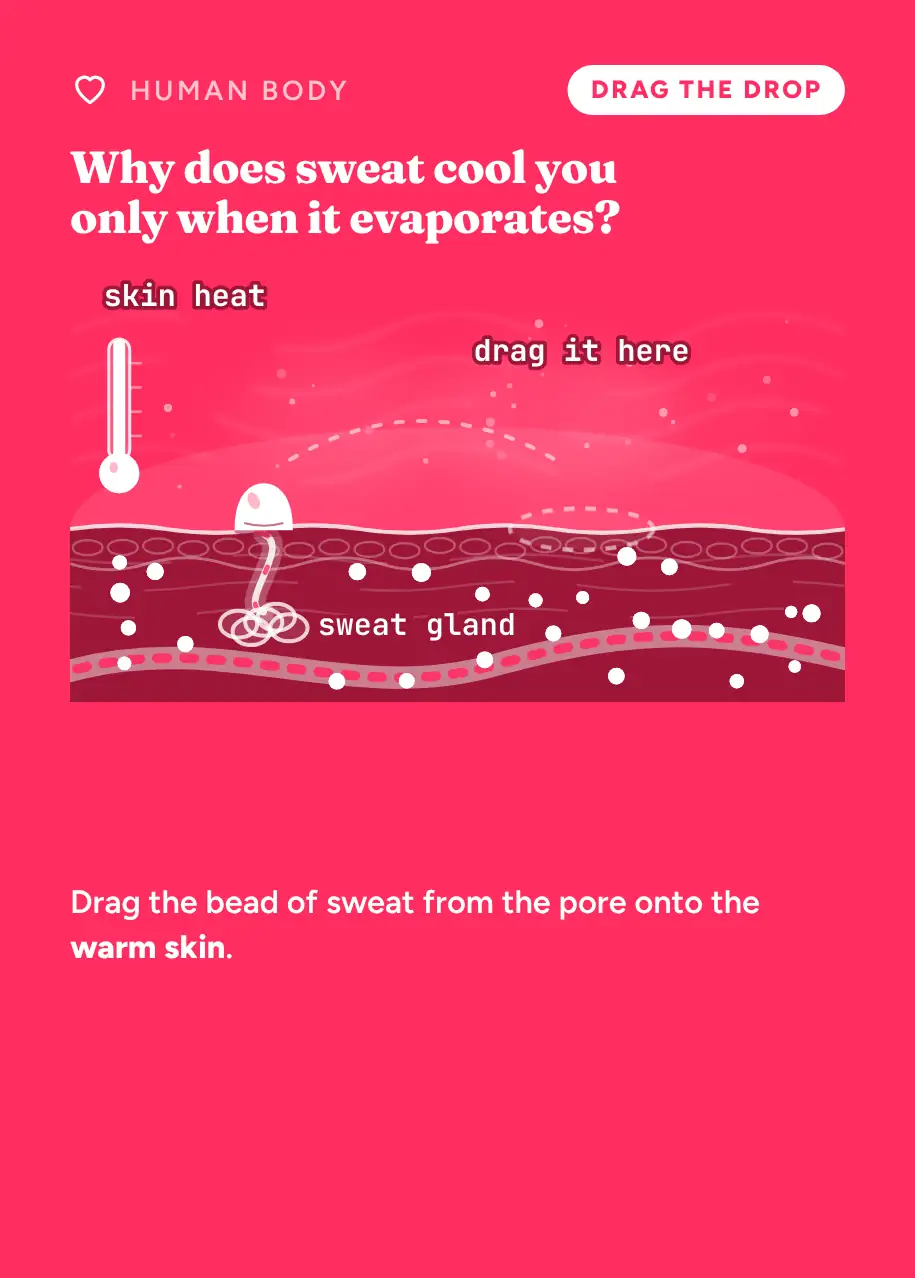 HUMAN BODY
DRAG THE DROP
Why does sweat cool you
only when it evaporates?
skin heat
drag it here
sweat gland
Drag the bead of sweat from the pore onto the
warm skin.